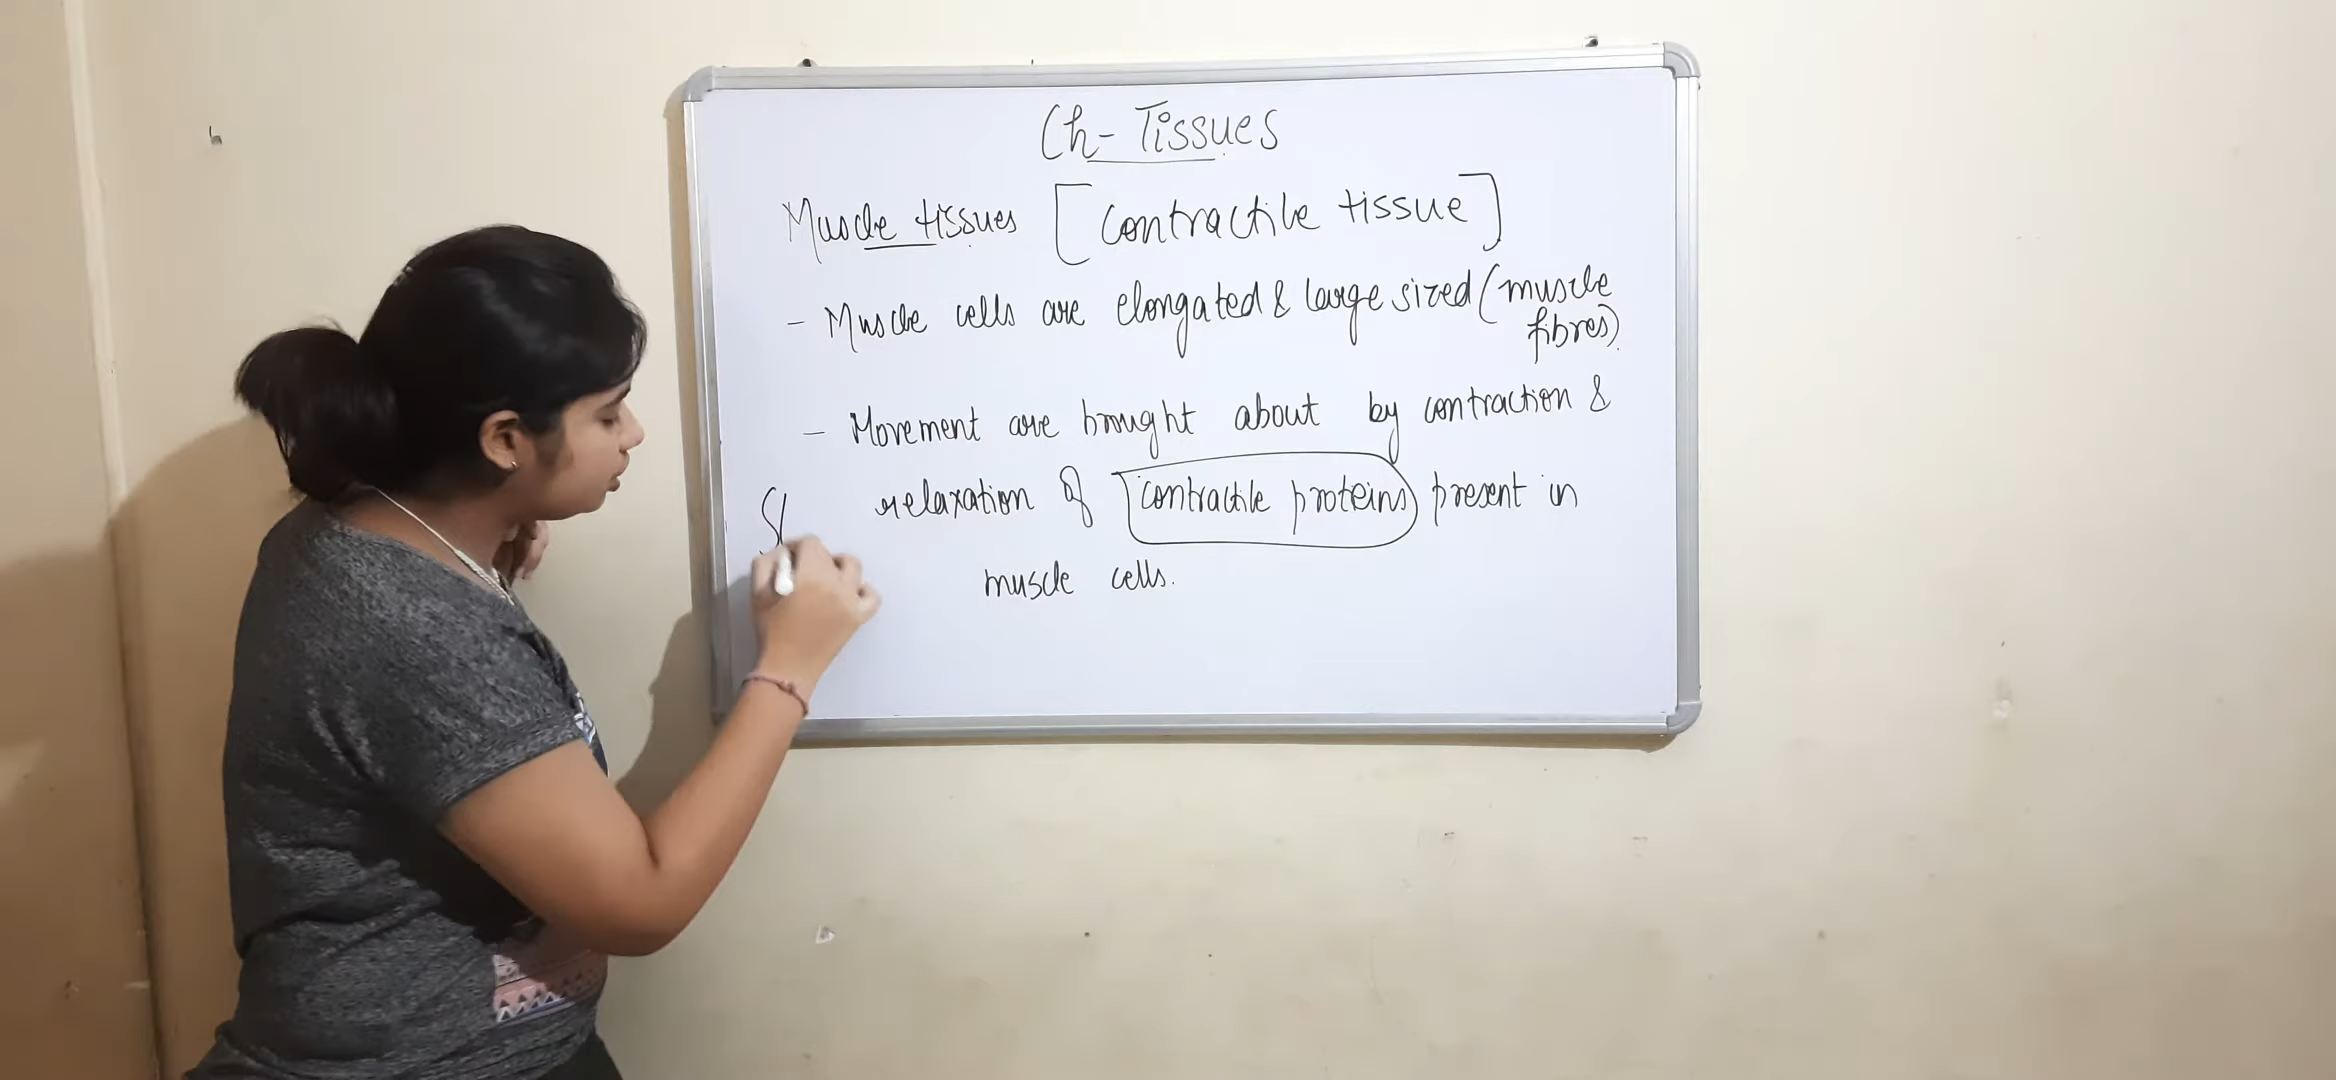 Ch- Tissues
Muscle tissues [Contractile tissue]
- Muscle cells are elongated & large sized (muscle
fibres).
- Movement are brought about by contraction &
relaxation of contractile proteins present in
muscle cells.